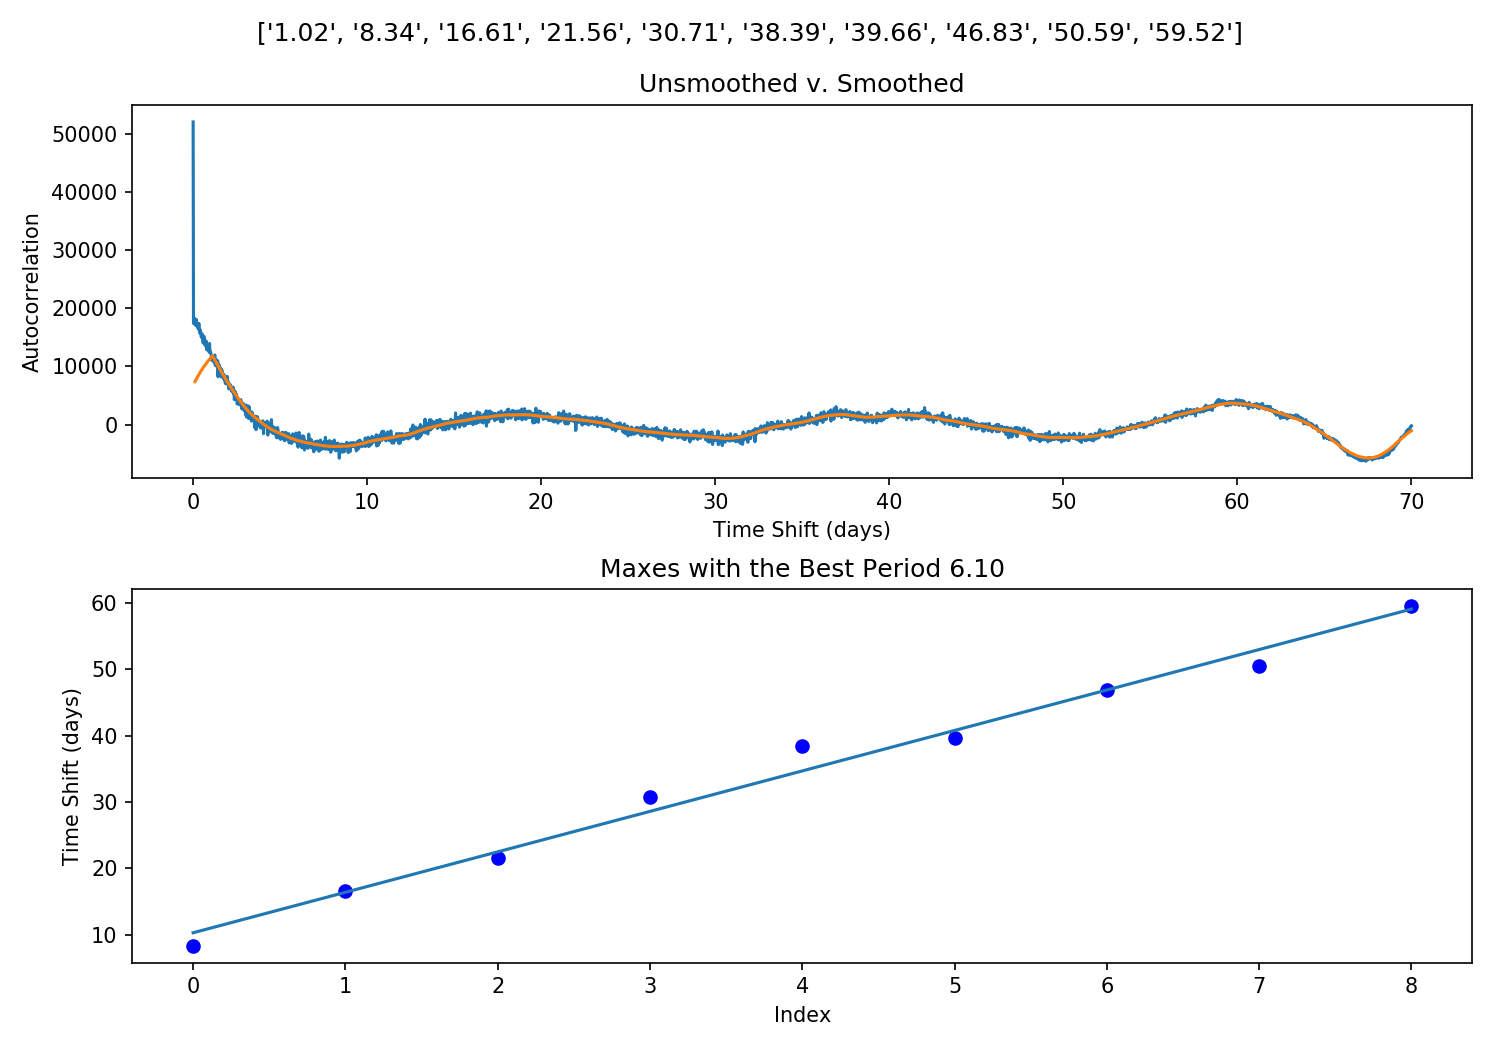 ['1.02', '8.34', '16.61', '21.56', '30.71', '38.39', '39.66', '46.83', '50.59', '59.52']
Unsmoothed v. Smoothed
50000
40000
30000
20000
10000
0
Autocorrelation
0 10 20 30 40 50 60 70
Time Shift (days)
Maxes with the Best Period 6.10
60
50
40
30
20
10
Time Shift (days)
0 1 2 3 4 5 6 7 8
Index